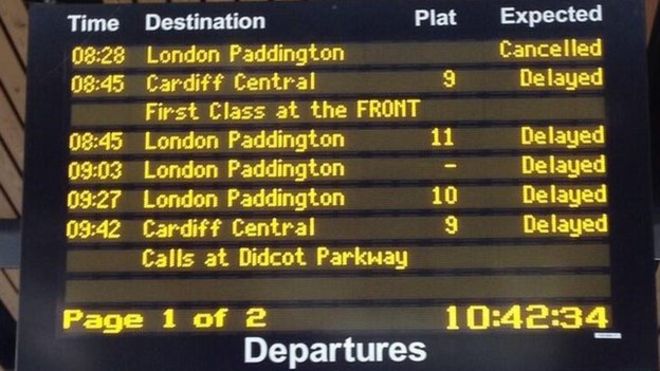 Time Destination Plat Expected
08:28 London Paddington Cancelled
08:45 Cardiff Central 9 Delayed
First Class at the FRONT
08:45 London Paddington 11 Delayed
09:03 London Paddington - Delayed
09:27 London Paddington 10 Delayed
09:42 Cardiff Central 9 Delayed
Calls at Didcot Parkway
Page 1 of 2 10:42:34
Departures